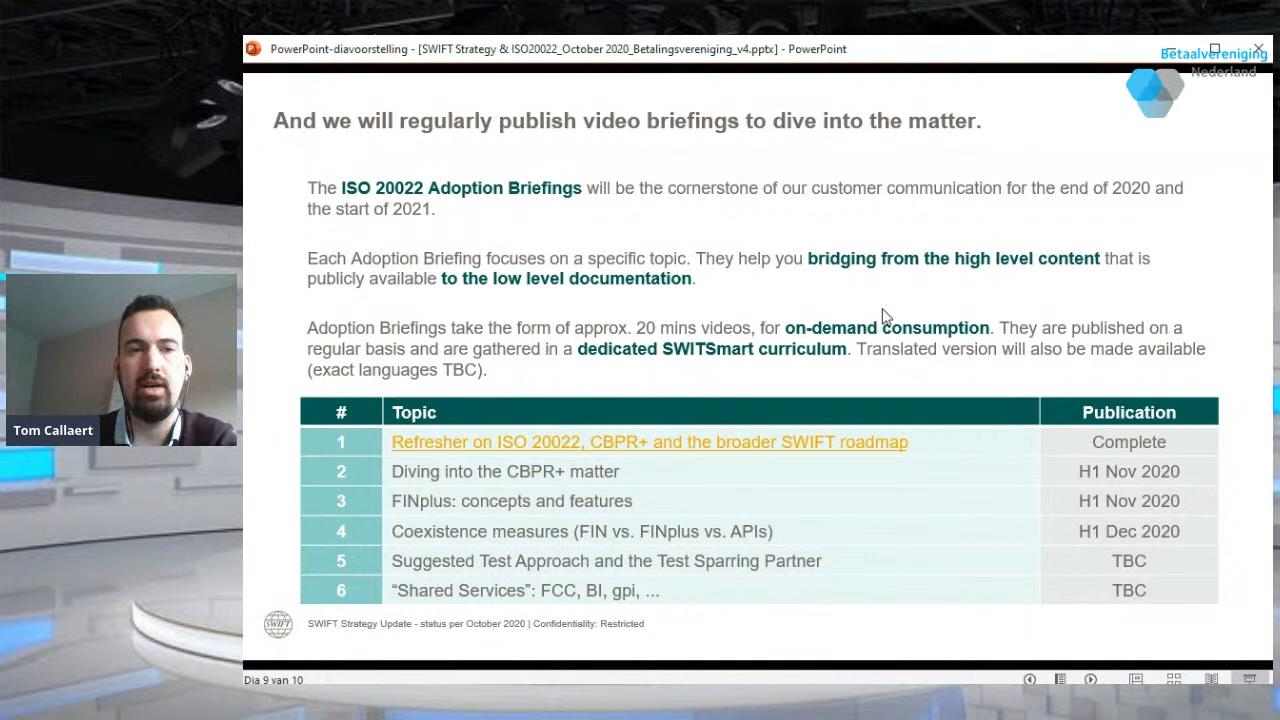 PowerPoint-diavoorstelling - [SWIFT Strategy & ISO20022_October 2020_Betalingsvereniging_v4.pptx] - PowerPoint
Betaalvereniging
Nederland
And we will regularly publish video briefings to dive into the matter.
The ISO 20022 Adoption Briefings will be the cornerstone of our customer communication for the end of 2020 and
the start of 2021.
Each Adoption Briefing focuses on a specific topic. They help you bridging from the high level content that is
publicly available to the low level documentation.
Adoption Briefings take the form of approx. 20 mins videos, for on-demand consumption. They are published on a
regular basis and are gathered in a dedicated SWITSmart curriculum. Translated version will also be made available
(exact languages TBC).
# Topic Publication
1 Refresher on ISO 20022, CBPR+ and the broader SWIFT roadmap Complete
2 Diving into the CBPR+ matter H1 Nov 2020
3 FINplus: concepts and features H1 Nov 2020
4 Coexistence measures (FIN vs. FINplus vs. APIs) H1 Dec 2020
5 Suggested Test Approach and the Test Sparring Partner TBC
6 “Shared Services”: FCC, BI, gpi, ... TBC
Tom Callaert
SWIFT SWIFT Strategy Update - status per October 2020 | Confidentiality: Restricted
Dia 9 van 10